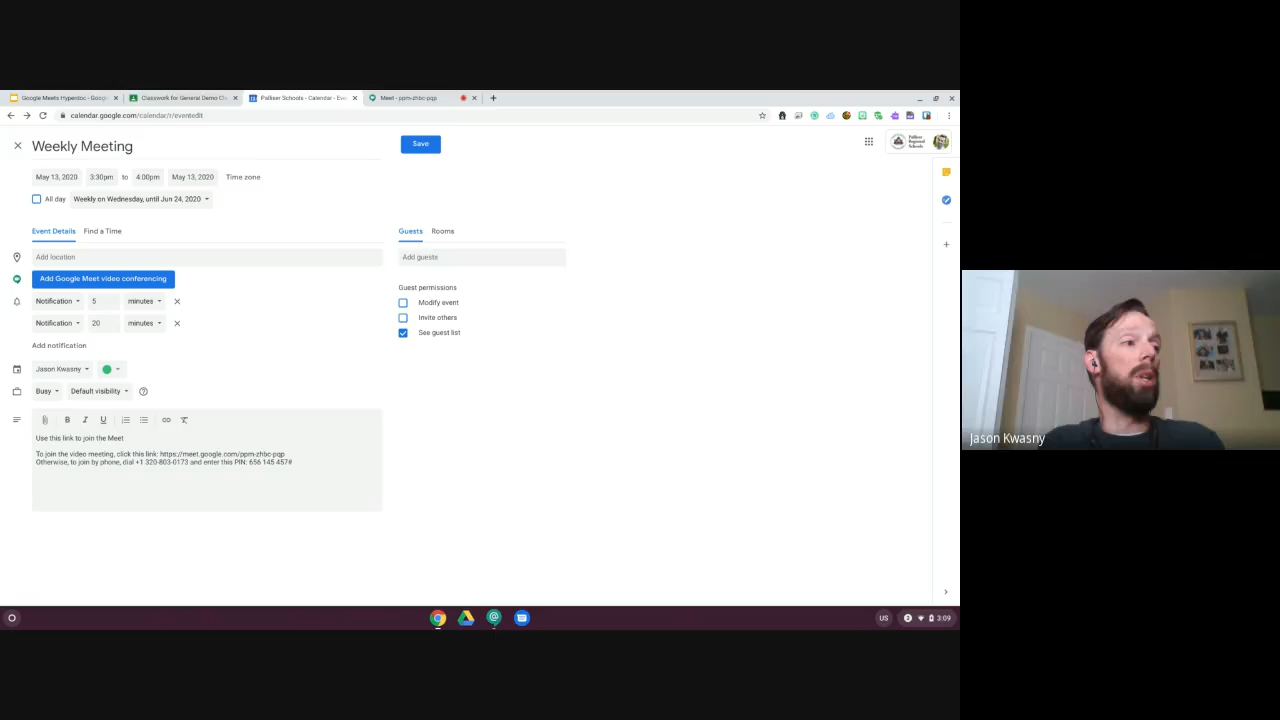 Google Meets Hyperdoc - Googl
Classwork for General Demo Cl
Palliser Schools - Calendar - Eve
Meet - ppm-zhbc-pqp
calendar.google.com/calendar/r/eventedit
Weekly Meeting
Save
Palliser
Regional
Schools
May 13, 2020 3:30pm to 4:00pm May 13, 2020 Time zone
All day Weekly on Wednesday, until Jun 24, 2020
Event Details Find a Time
Guests Rooms
Add location
Add guests
Add Google Meet video conferencing
Guest permissions
Notification 5 minutes
Modify event
Invite others
Notification 20 minutes
See guest list
Add notification
Jason Kwasny
Busy Default visibility
B I U
Use this link to join the Meet
To join the video meeting, click this link: https://meet.google.com/ppm-zhbc-pqp
Otherwise, to join by phone, dial +1 320-803-0173 and enter this PIN: 656 145 457#
Jason Kwasny
US 3:09